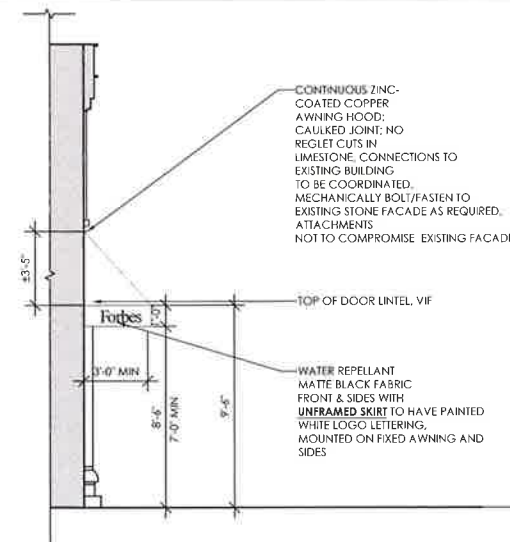 CONTINUOUS ZINC-
COATED COPPER
AWNING HOOD;
CAULKED JOINT; NO
REGLET CUTS IN
LIMESTONE, CONNECTIONS TO
EXISTING BUILDING
TO BE COORDINATED.
MECHANICALLY BOLT/FASTEN TO
EXISTING STONE FACADE AS REQUIRED.
ATTACHMENTS
NOT TO COMPROMISE EXISTING FACADE
±3'-5"
TOP OF DOOR LINTEL, VIF
Forbes
1'-0"
3'-0" MIN
8'-6"
7'-0" MIN
9'-6"
WATER REPELLANT
MATTE BLACK FABRIC
FRONT & SIDES WITH
UNFRAMED SKIRT TO HAVE PAINTED
WHITE LOGO LETTERING,
MOUNTED ON FIXED AWNING AND
SIDES